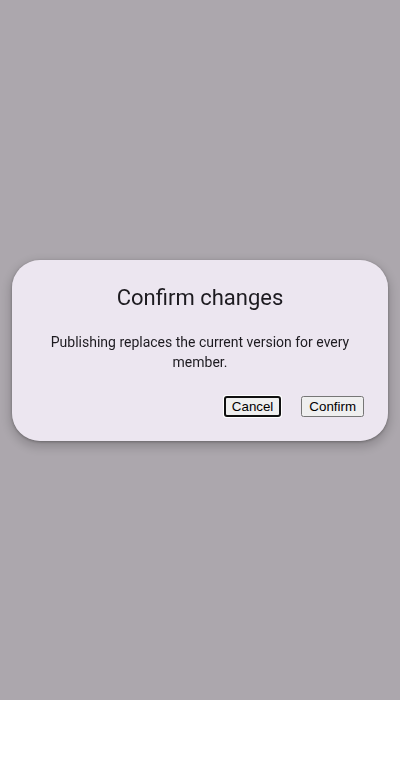 Confirm changes
Publishing replaces the current version for every
member.
Cancel Confirm